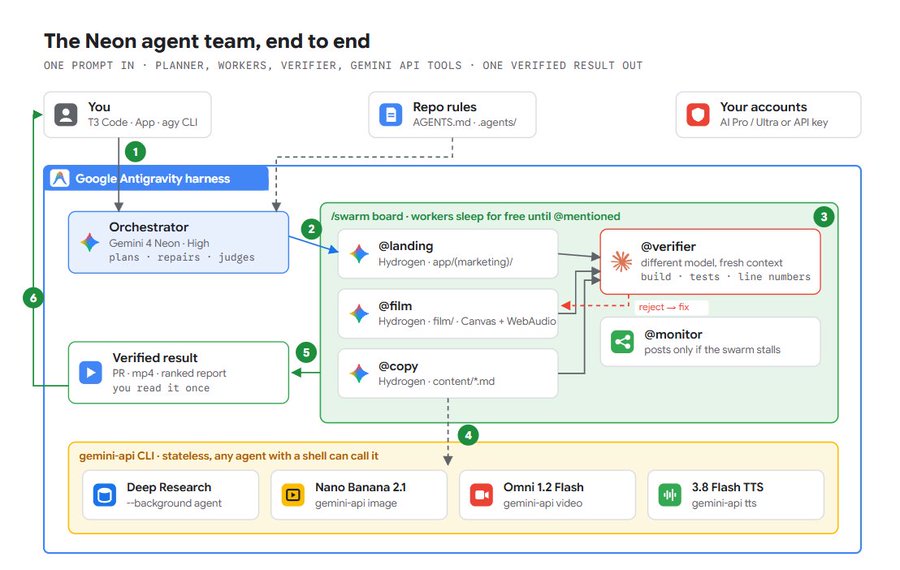 The Neon agent team, end to end
ONE PROMPT IN · PLANNER, WORKERS, VERIFIER, GEMINI API TOOLS · ONE VERIFIED RESULT OUT
You
T3 Code · App · agy CLI
Repo rules
AGENTS.md · .agents/
Your accounts
AI Pro / Ultra or API key
1
Google Antigravity harness
Orchestrator
Gemini 4 Neon · High
plans · repairs · judges
2
/swarm board · workers sleep for free until @mentioned
3
@landing
Hydrogen · app/(marketing)/
@film
Hydrogen · film/ · Canvas + WebAudio
@copy
Hydrogen · content/*.md
@verifier
different model, fresh context
build · tests · line numbers
reject → fix
@monitor
posts only if the swarm stalls
6
Verified result
PR · mp4 · ranked report
you read it once
5
4
gemini-api CLI · stateless, any agent with a shell can call it
Deep Research
--background agent
Nano Banana 2.1
gemini-api image
Omni 1.2 Flash
gemini-api video
3.8 Flash TTS
gemini-api tts